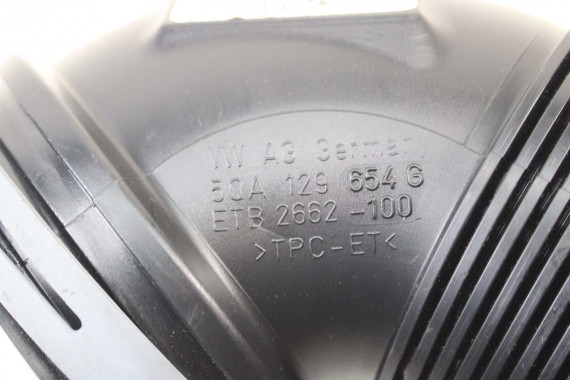 VW AG Germany
5QA 129 654 G
ETB 2662-100
>TPC-ET<